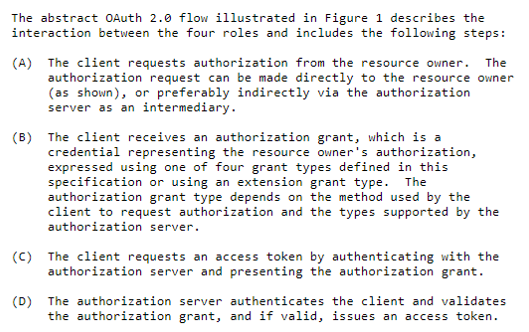 The abstract OAuth 2.0 flow illustrated in Figure 1 describes the
interaction between the four roles and includes the following steps:
(A) The client requests authorization from the resource owner. The
authorization request can be made directly to the resource owner
(as shown), or preferably indirectly via the authorization
server as an intermediary.
(B) The client receives an authorization grant, which is a
credential representing the resource owner's authorization,
expressed using one of four grant types defined in this
specification or using an extension grant type. The
authorization grant type depends on the method used by the
client to request authorization and the types supported by the
authorization server.
(C) The client requests an access token by authenticating with the
authorization server and presenting the authorization grant.
(D) The authorization server authenticates the client and validates
the authorization grant, and if valid, issues an access token.